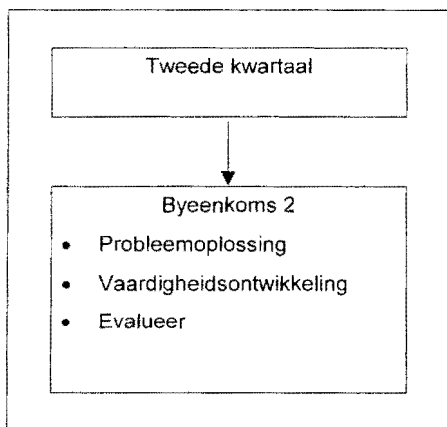 Tweede kwartaal
Byeenkoms 2
• Probleemoplossing
• Vaardigheidsontwikkeling
• Evalueer